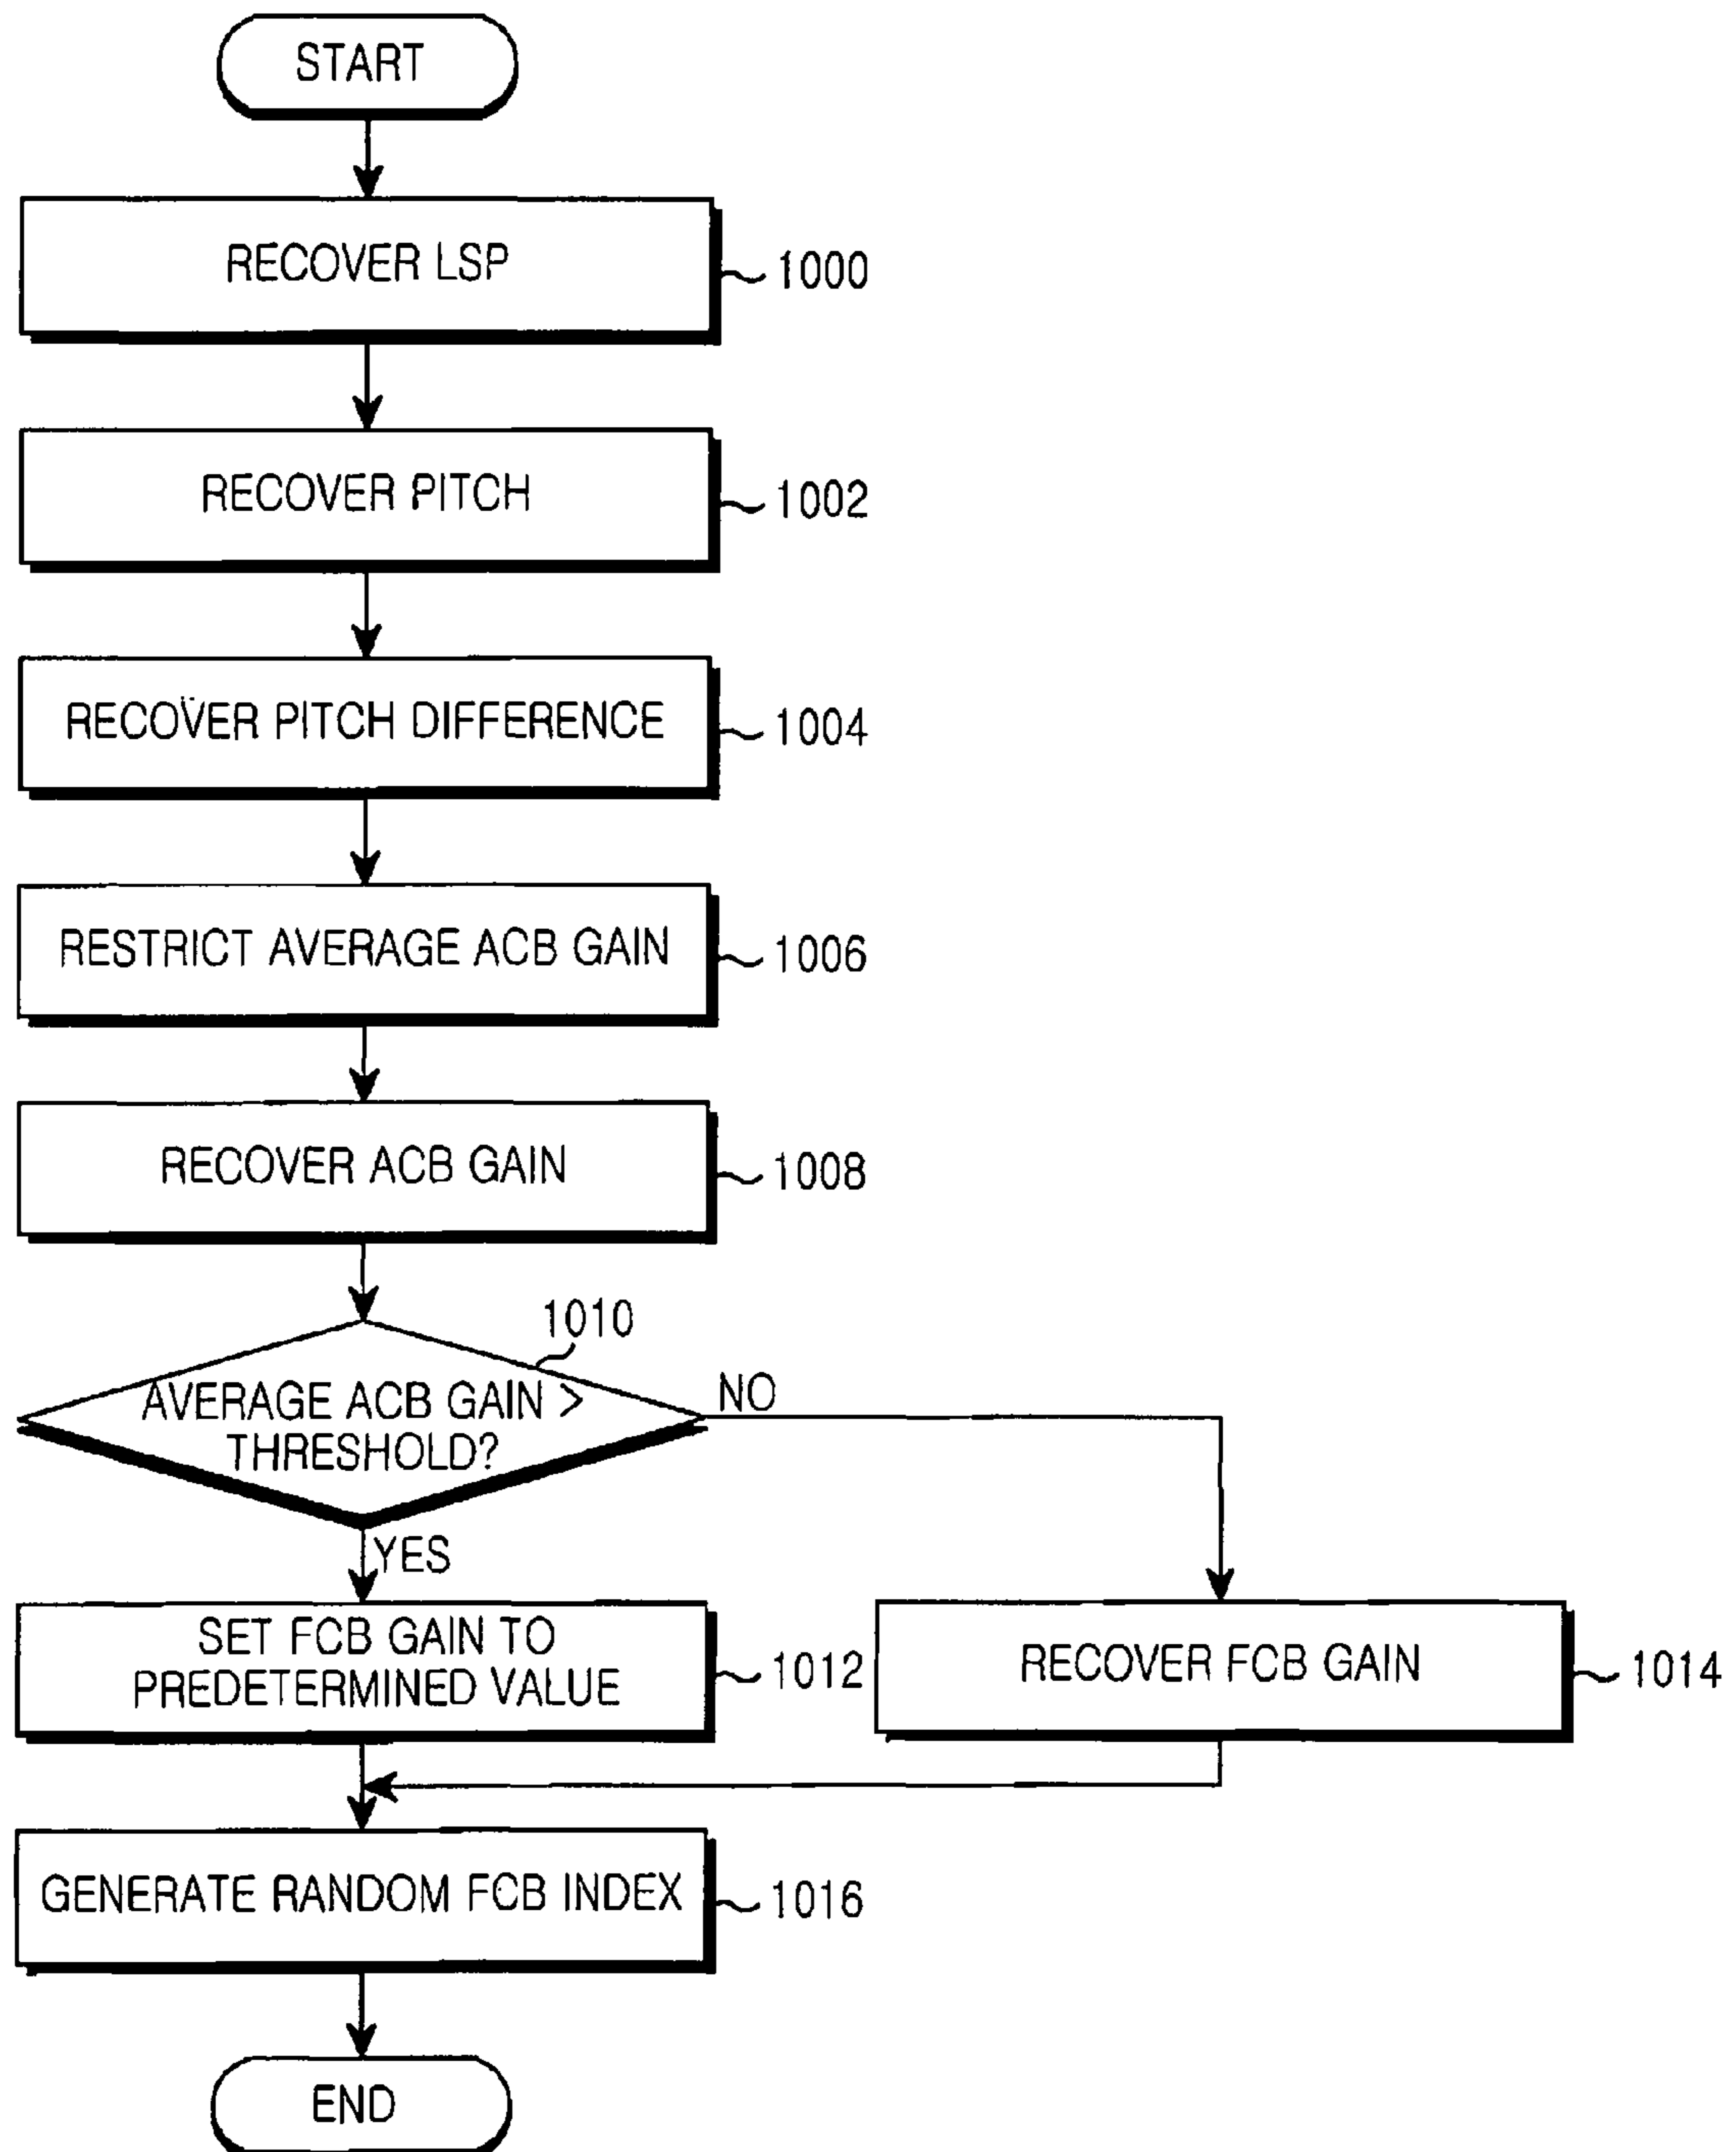 START
RECOVER LSP
1000
RECOVER PITCH
1002
RECOVER PITCH DIFFERENCE
1004
RESTRICT AVERAGE ACB GAIN
1006
RECOVER ACB GAIN
1008
1010
AVERAGE ACB GAIN >
THRESHOLD?
NO
YES
SET FCB GAIN TO
PREDETERMINED VALUE
1012
RECOVER FCB GAIN
1014
GENERATE RANDOM FCB INDEX
1016
END